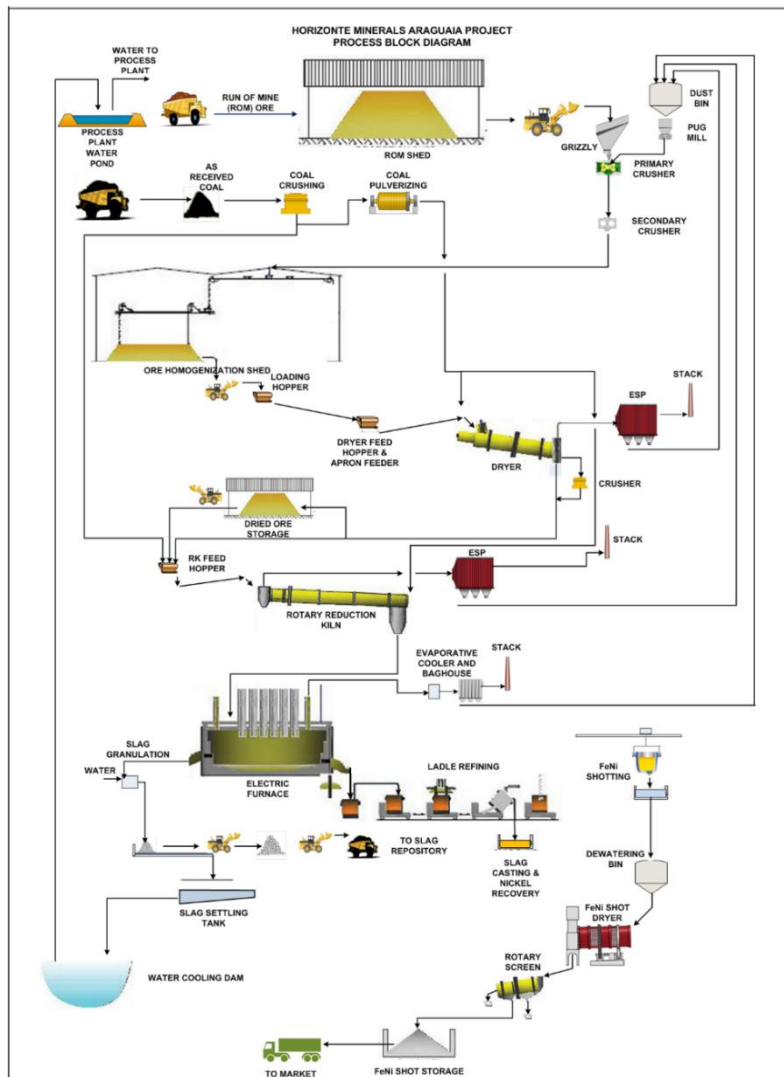 HORIZONTE MINERALS ARAGUAIA PROJECT
PROCESS BLOCK DIAGRAM
WATER TO
PROCESS
PLANT
PROCESS
PLANT
WATER
POND
RUN OF MINE
(ROM) ORE
ROM SHED
GRIZZLY
DUST
BIN
PUG
MILL
PRIMARY
CRUSHER
SECONDARY
CRUSHER
AS
RECEIVED
COAL
COAL
CRUSHING
COAL
PULVERIZING
ORE HOMOGENIZATION SHED
LOADING
HOPPER
DRYER FEED
HOPPER &
APRON FEEDER
DRYER
ESP
STACK
CRUSHER
DRIED ORE
STORAGE
RK FEED
HOPPER
ROTARY REDUCTION
KILN
ESP
STACK
EVAPORATIVE
COOLER AND
BAGHOUSE
STACK
SLAG
GRANULATION
WATER
ELECTRIC
FURNACE
LADLE REFINING
FeNi
SHOTTING
TO SLAG
REPOSITORY
SLAG
CASTING &
NICKEL
RECOVERY
DEWATERING
BIN
SLAG SETTLING
TANK
FeNi SHOT
DRYER
WATER COOLING DAM
ROTARY
SCREEN
TO MARKET
FeNi SHOT STORAGE